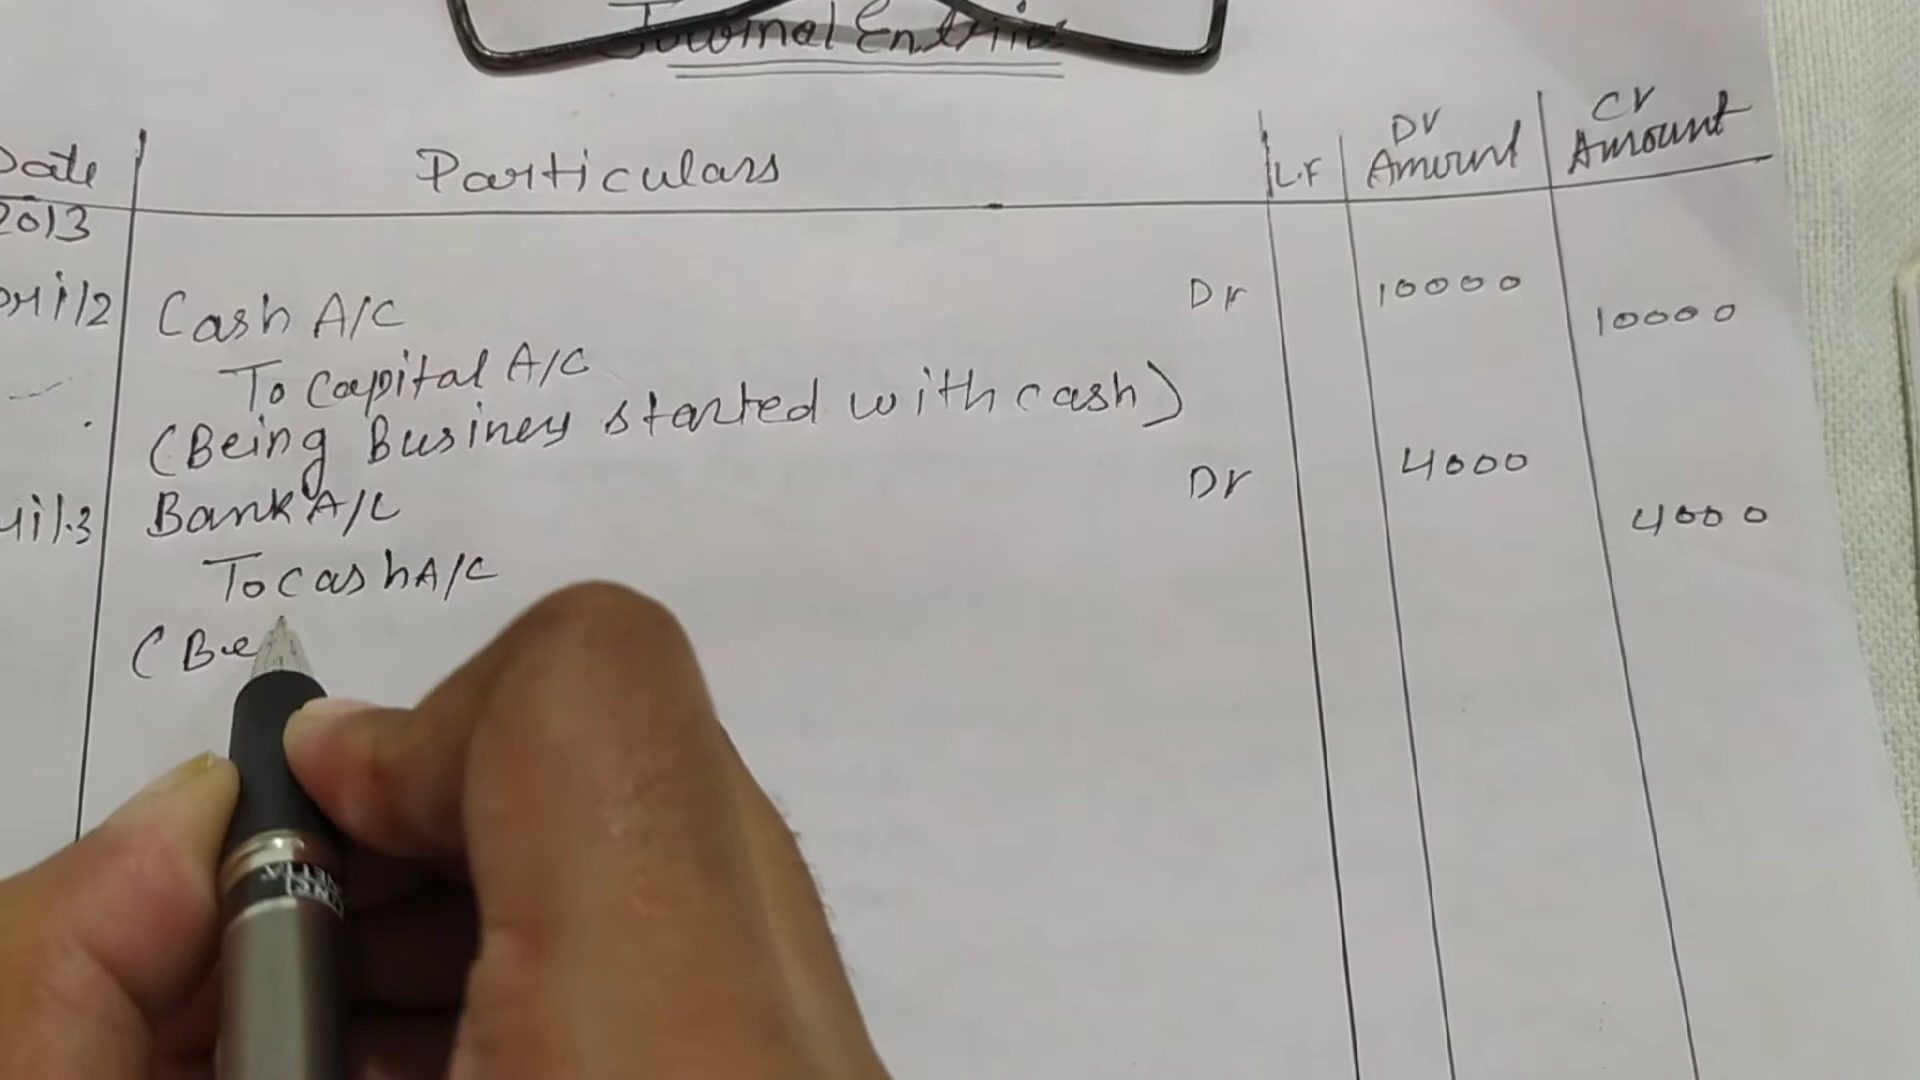 Journal Entrie
Date Particulars L.F Dr Amount Cr Amount
2013
Cash A/C Dr 10000
To Capital A/C 10000
(Being Business started with cash)
Bank A/C Dr 4000
To Cash A/C 4000
(Be